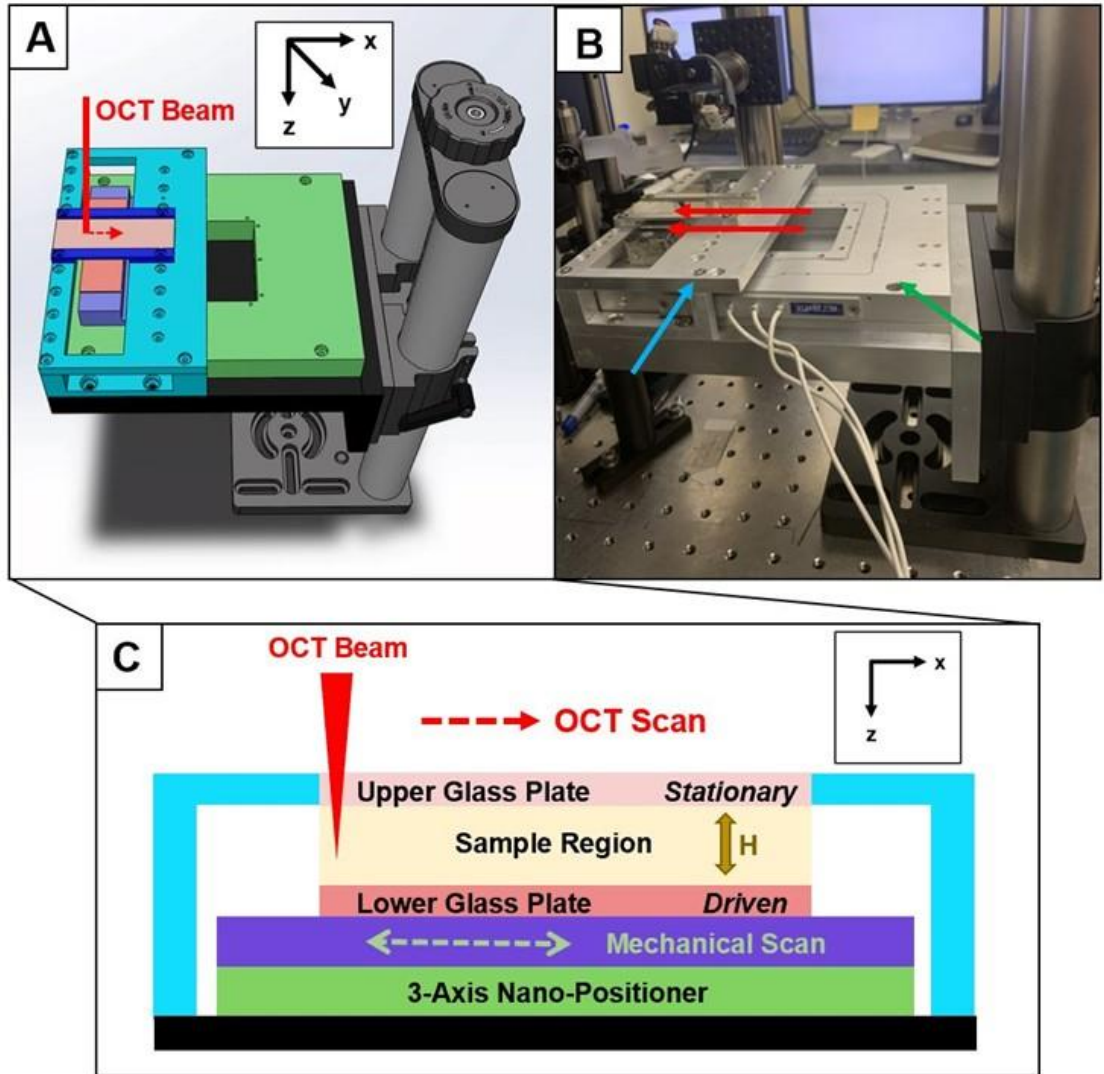 A
x
y
z
OCT Beam
B
C
OCT Beam
x
z
OCT Scan
Upper Glass Plate Stationary
Sample Region H
Lower Glass Plate Driven
Mechanical Scan
3-Axis Nano-Positioner